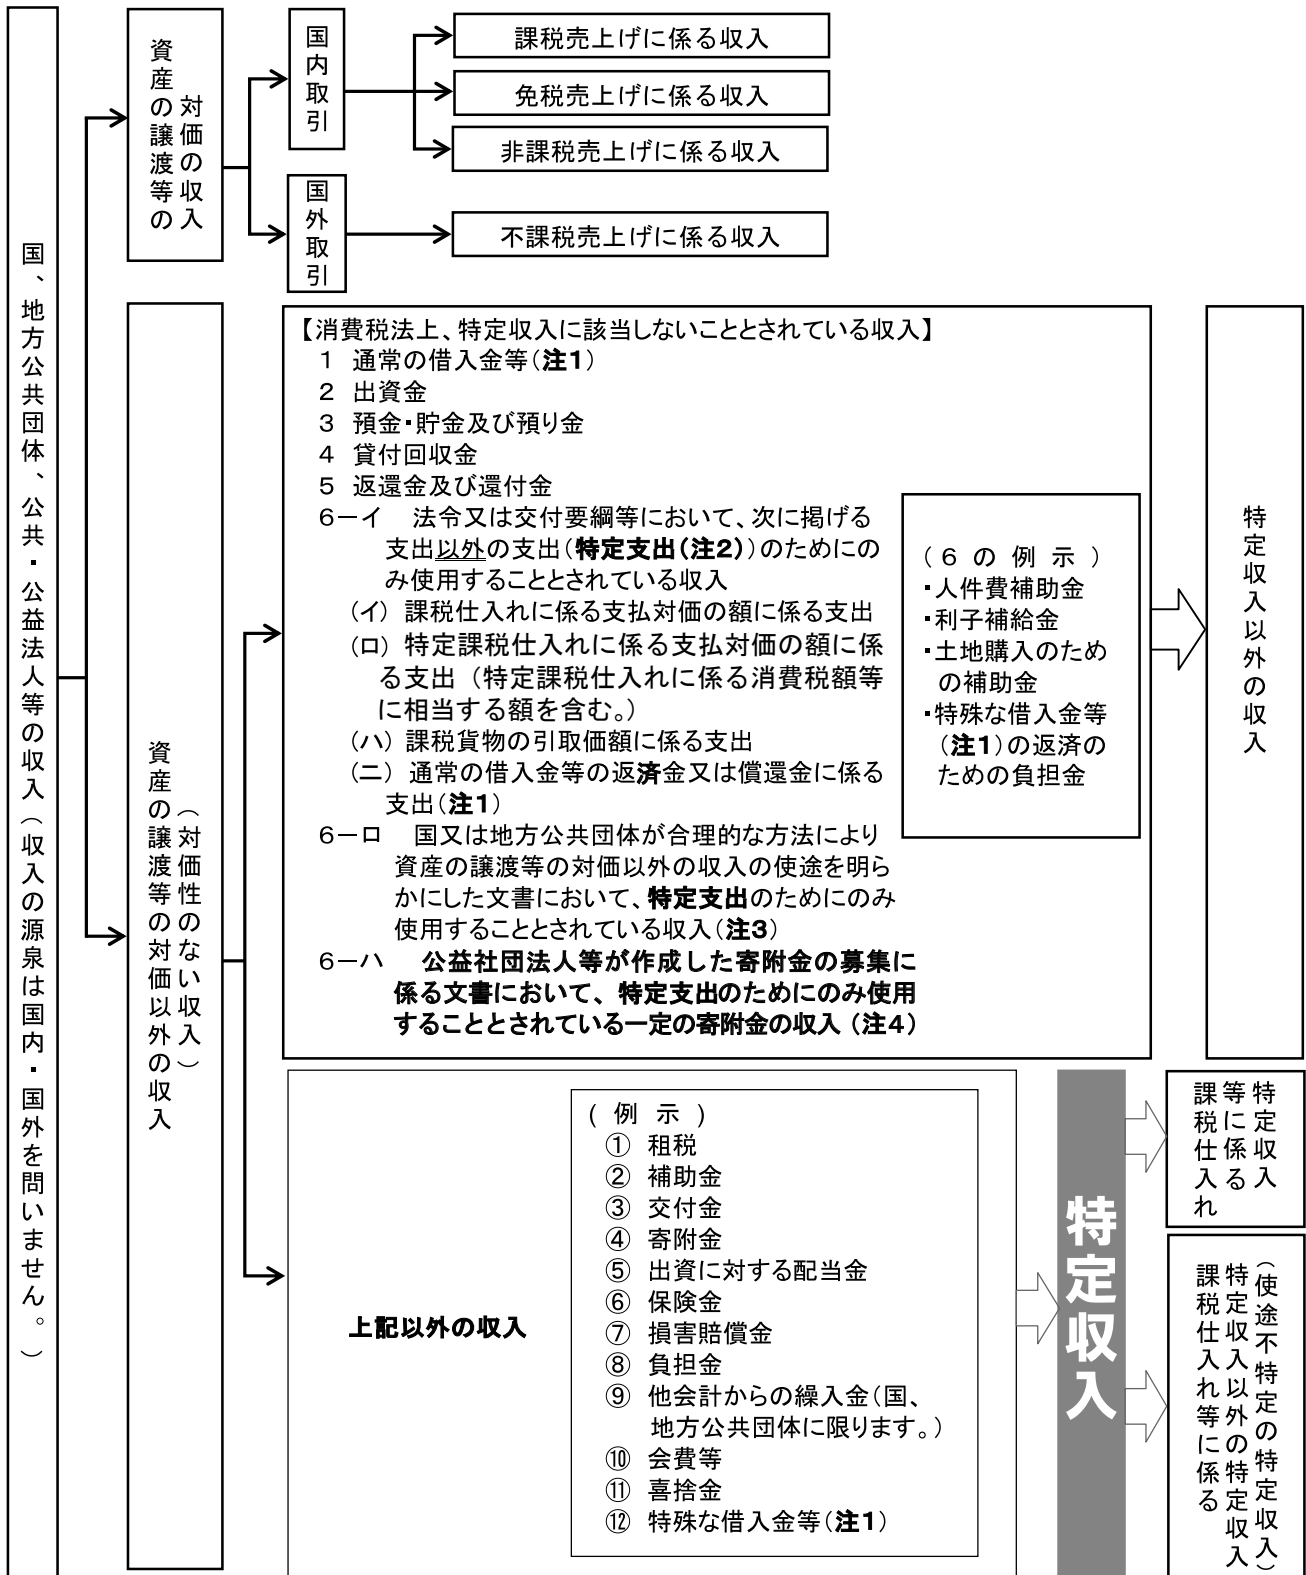 国、地方公共団体、公共・公益法人等の収入（収入の源泉は国内・国外を問いません。）
資産の譲渡等の
対価の収入
国内取引
課税売上げに係る収入
免税売上げに係る収入
非課税売上げに係る収入
国外取引
不課税売上げに係る収入
資産の譲渡等の対価以外の収入
（対価性のない収入）
【消費税法上、特定収入に該当しないこととされている収入】
1 通常の借入金等（注1）
2 出資金
3 預金・貯金及び預り金
4 貸付回収金
5 返還金及び還付金
6－イ 法令又は交付要綱等において、次に掲げる
支出以外の支出（特定支出（注2））のためにの
み使用することとされている収入
（イ） 課税仕入れに係る支払対価の額に係る支出
（ロ） 特定課税仕入れに係る支払対価の額に係
る支出（特定課税仕入れに係る消費税額等
に相当する額を含む。）
（ハ） 課税貨物の引取価額に係る支出
（ニ） 通常の借入金等の返済金又は償還金に係る
支出（注1）
6－ロ 国又は地方公共団体が合理的な方法により
資産の譲渡等の対価以外の収入の使途を明ら
かにした文書において、特定支出のためにのみ
使用することとされている収入（注3）
6－ハ 公益社団法人等が作成した寄附金の募集に
係る文書において、特定支出のためにのみ使用
することとされている一定の寄附金の収入（注4）
（6の例示）
・人件費補助金
・利子補給金
・土地購入のため
の補助金
・特殊な借入金等
（注1）の返済の
ための負担金
特定収入以外の収入
上記以外の収入
（例示）
① 租税
② 補助金
③ 交付金
④ 寄附金
⑤ 出資に対する配当金
⑥ 保険金
⑦ 損害賠償金
⑧ 負担金
⑨ 他会計からの繰入金（国、
地方公共団体に限ります。）
⑩ 会費等
⑪ 喜捨金
⑫ 特殊な借入金等（注1）
特定収入
課税仕入れ
等に係る
特定収入
課税仕入れ等に係る
特定収入以外の特定収入
（使途不特定の特定収入）